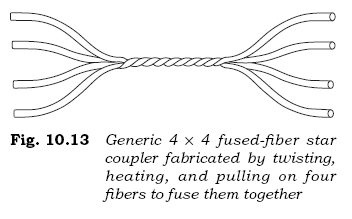 Fig. 10.13 Generic 4 × 4 fused-fiber star
coupler fabricated by twisting,
heating, and pulling on four
fibers to fuse them together